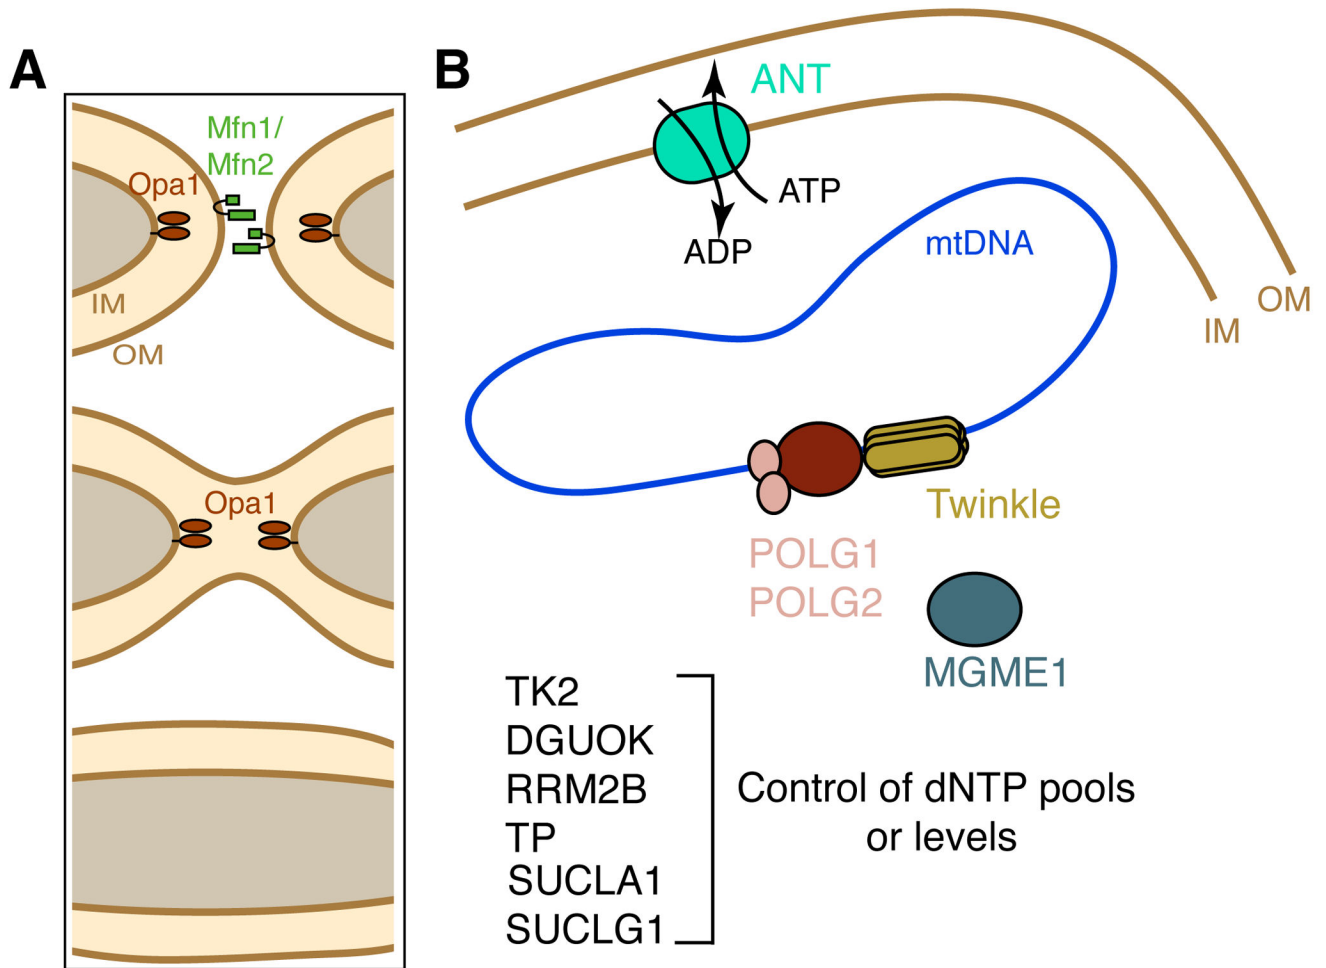 A
Mfn1/
Mfn2
Opa1
IM
OM
Opa1
B
ANT
ATP
ADP
mtDNA
OM
IM
Twinkle
POLG1
POLG2
MGME1
TK2
DGUOK
RRM2B
TP
SUCLA1
SUCLG1
Control of dNTP pools
or levels